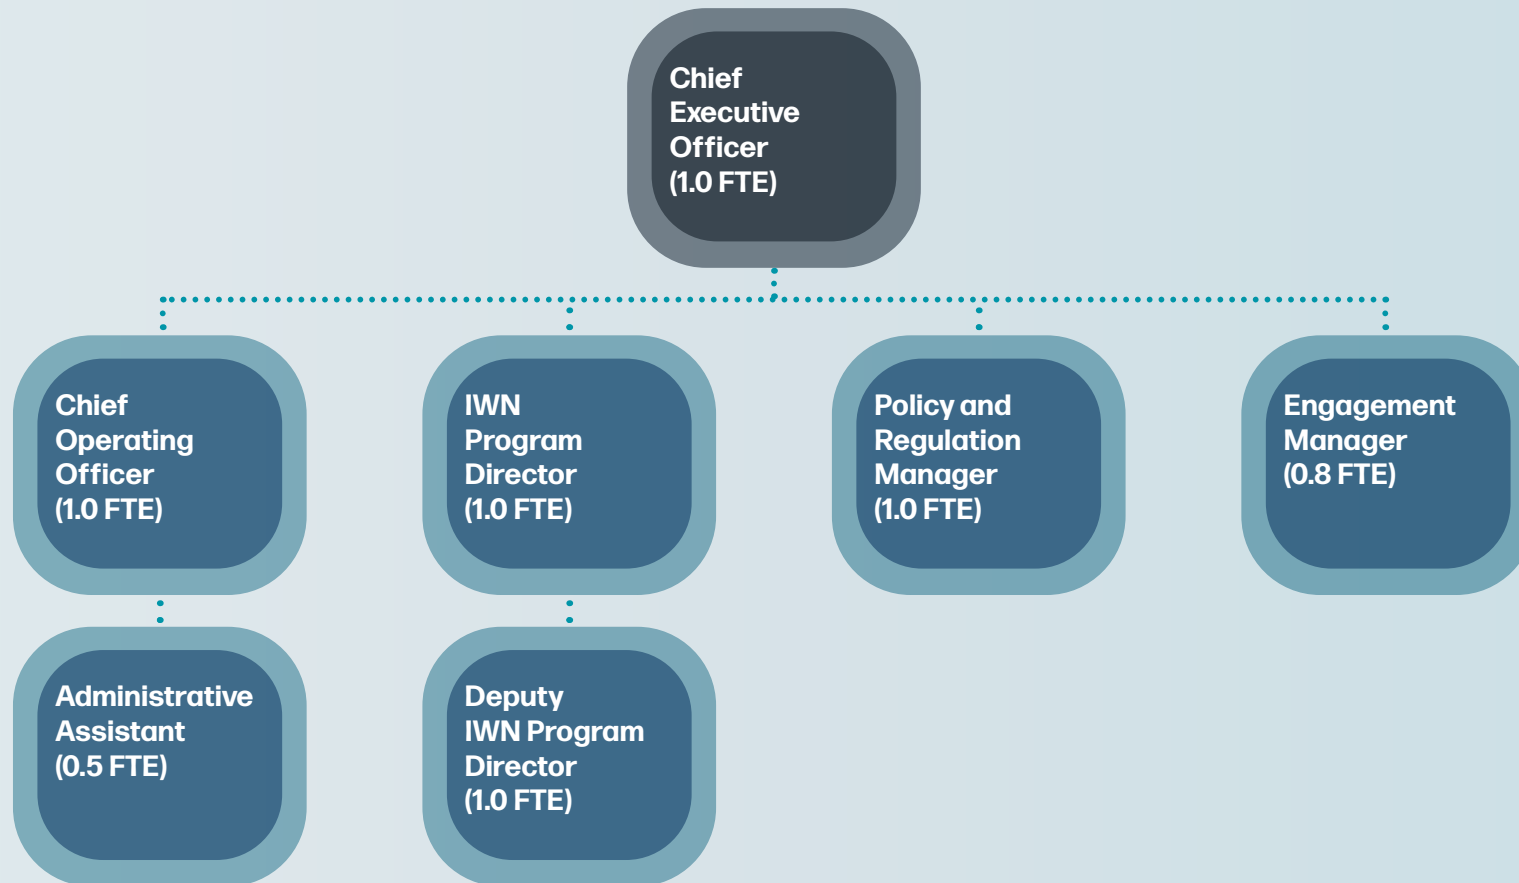 Chief
Executive
Officer
(1.0 FTE)
Chief
Operating
Officer
(1.0 FTE)
IWN
Program
Director
(1.0 FTE)
Policy and
Regulation
Manager
(1.0 FTE)
Engagement
Manager
(0.8 FTE)
Administrative
Assistant
(0.5 FTE)
Deputy
IWN Program
Director
(1.0 FTE)